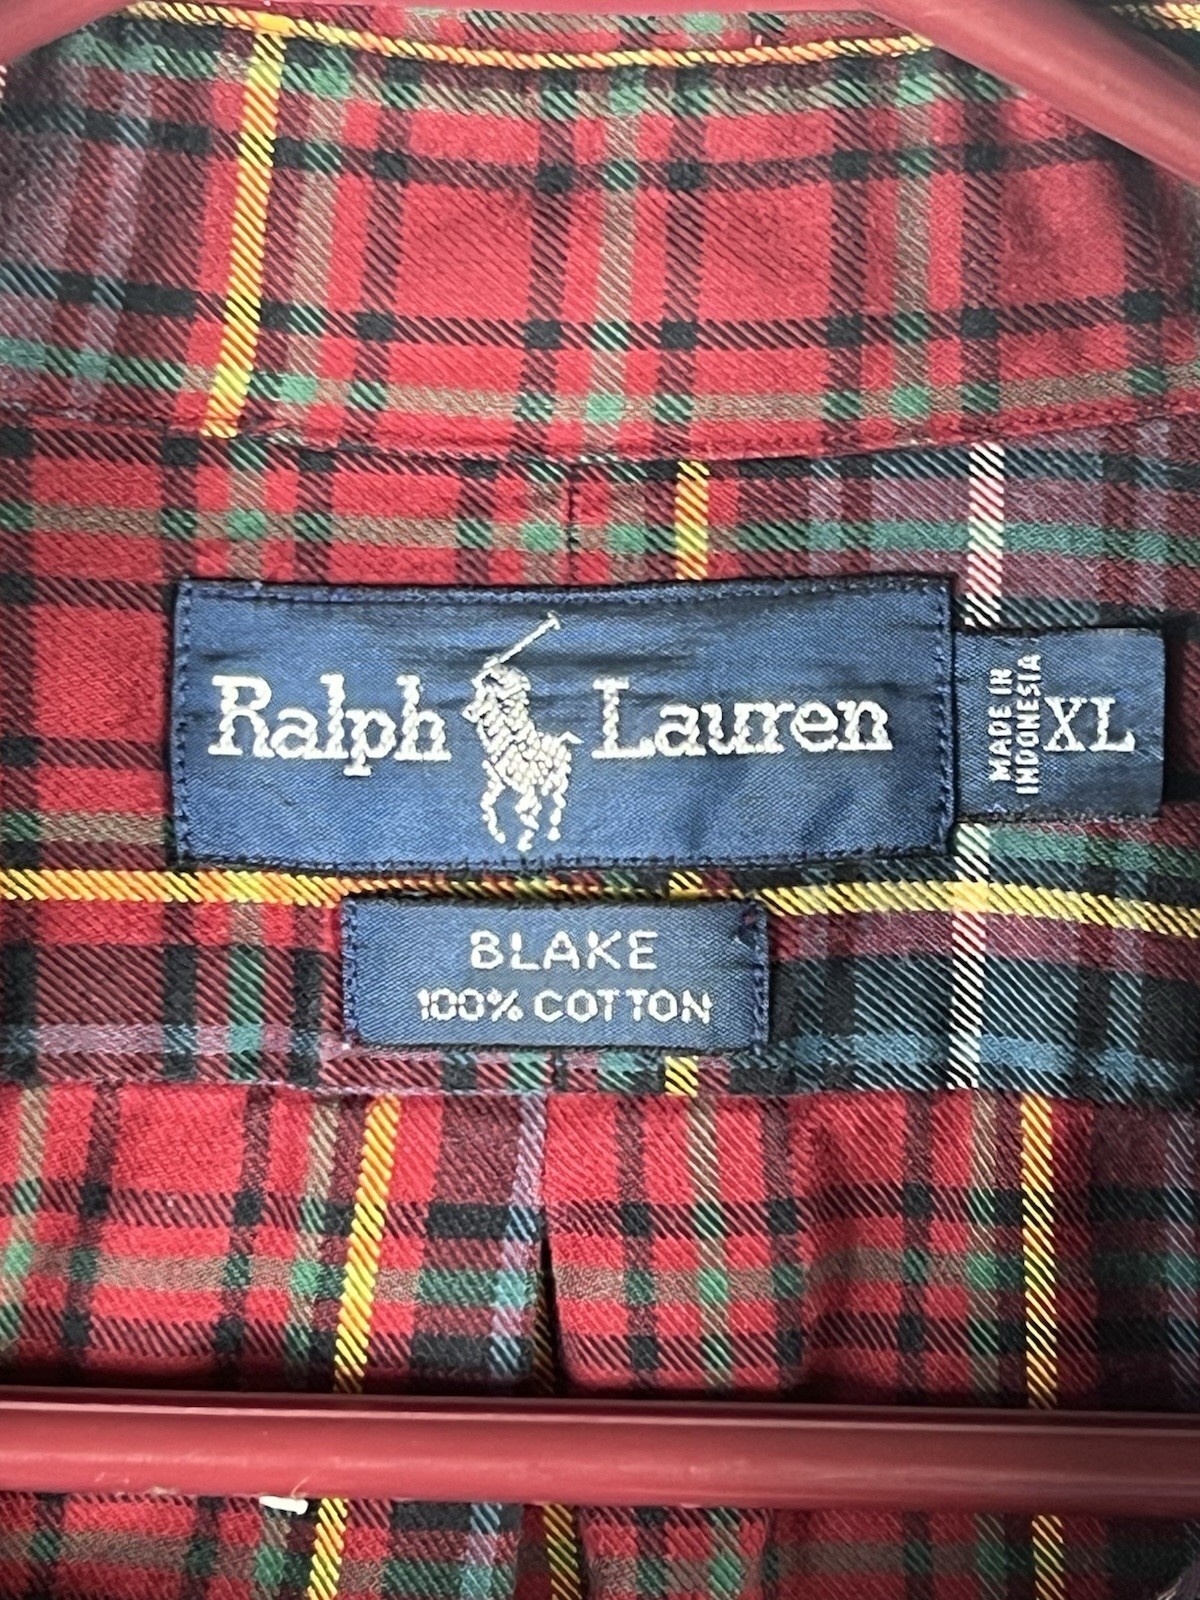 Ralph Lauren
MADE IN
INDONESIA
XL
BLAKE
100% COTTON